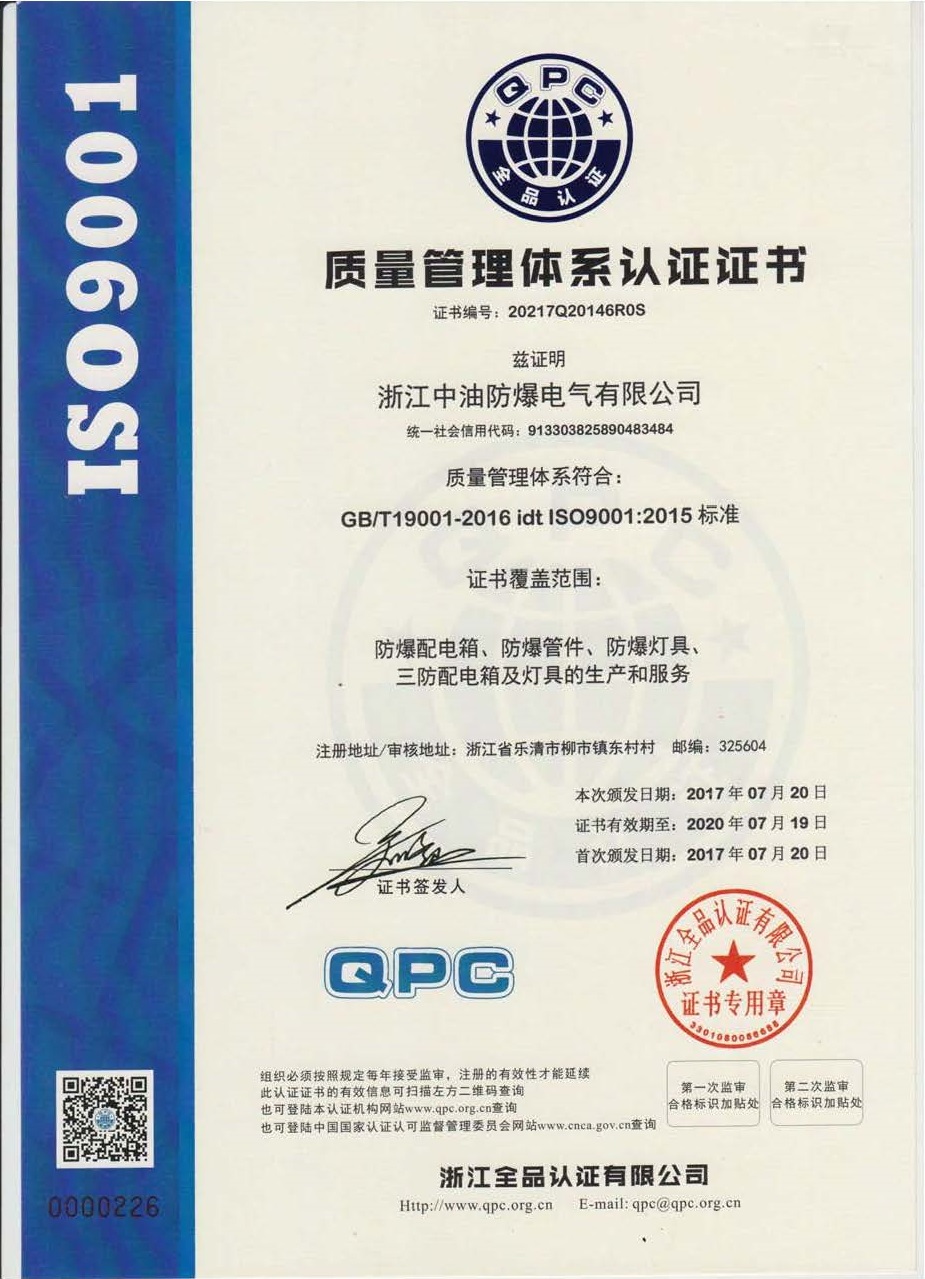 ISO9001
QPC
全品认证
质量管理体系认证证书
证书编号：20217Q20146R0S
兹证明
浙江中油防爆电气有限公司
统一社会信用代码：913303825890483484
质量管理体系符合：
GB/T19001-2016 idt ISO9001:2015 标准
证书覆盖范围：
防爆配电箱、防爆管件、防爆灯具、
三防配电箱及灯具的生产和服务
注册地址/审核地址：浙江省乐清市柳市镇东村村 邮编：325604
本次颁发日期：2017 年 07 月 20 日
证书有效期至：2020 年 07 月 19 日
首次颁发日期：2017 年 07 月 20 日
证书签发人
QPC
浙江全品认证有限公司
证书专用章
组织必须按照规定每年接受监审，注册的有效性才能延续
此认证证书的有效信息可扫描左方二维码查询
也可登陆本认证机构网站www.qpc.org.cn查询
也可登陆中国国家认证认可监督管理委员会网站www.cnca.gov.cn查询
第一次监审
合格标识加贴处
第二次监审
合格标识加贴处
0000226
浙江全品认证有限公司
Http://www.qpc.org.cn E-mail: qpc@qpc.org.cn